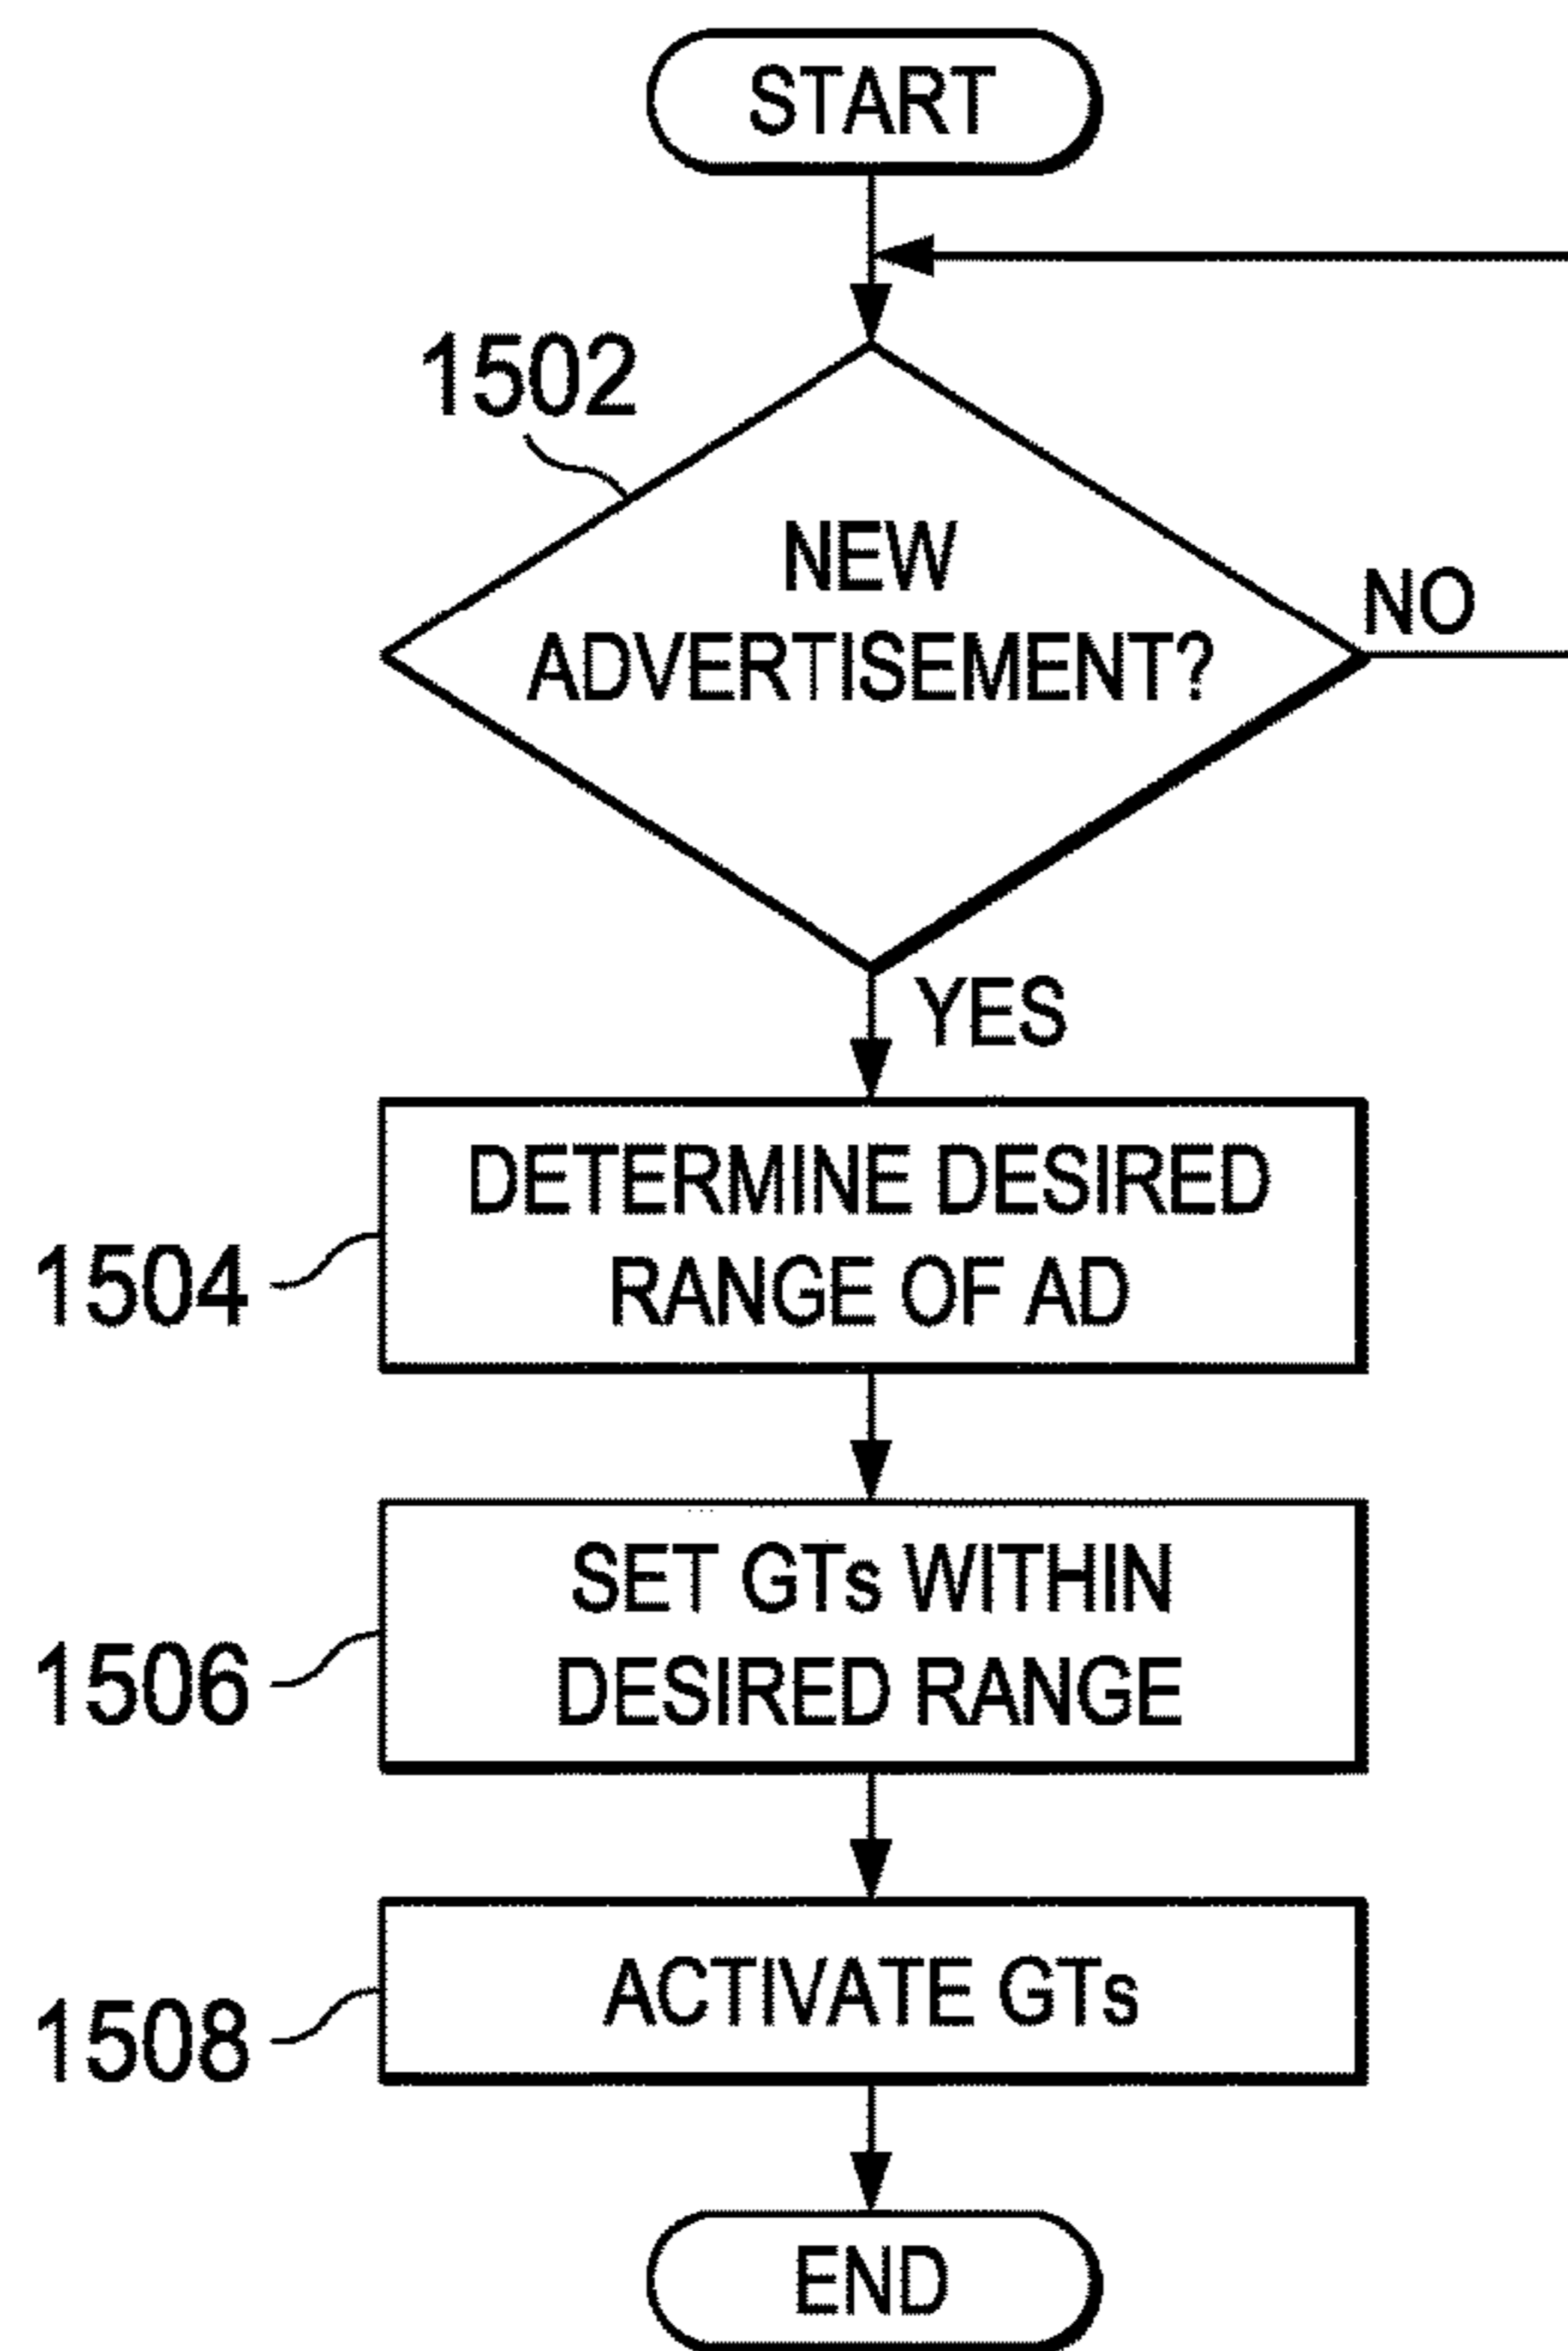 START
1502
NEW
ADVERTISEMENT?
NO
YES
DETERMINE DESIRED
RANGE OF AD
1504
SET GTs WITHIN
DESIRED RANGE
1506
ACTIVATE GTs
1508
END